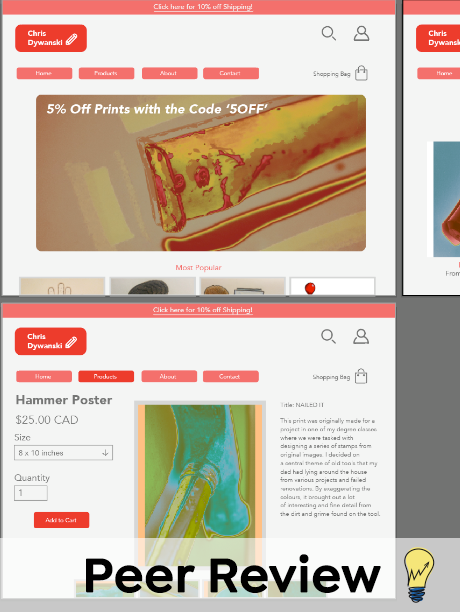 Click here for 10% off Shipping!
Chris
Dywanski
Home
Products
About
Contact
Shopping Bag
5% Off Prints with the Code '5OFF'
Most Popular
Home
From
Click here for 10% off Shipping!
Chris
Dywanski
Home
Products
About
Contact
Shopping Bag
Hammer Poster
$25.00 CAD
Size
8 x 10 inches
Quantity
1
Add to Cart
Title: NAILED IT
This print was originally made for a
project in one of my degree classes
where we were tasked with
designing a series of stamps from
original images. I decided on
a central theme of old tools that my
dad had lying around the house
from various projects and failed
renovations. By exaggerating the
colours, it brought out a lot
of interesting and fine detail from
the dirt and grime found on the tool.
Peer Review